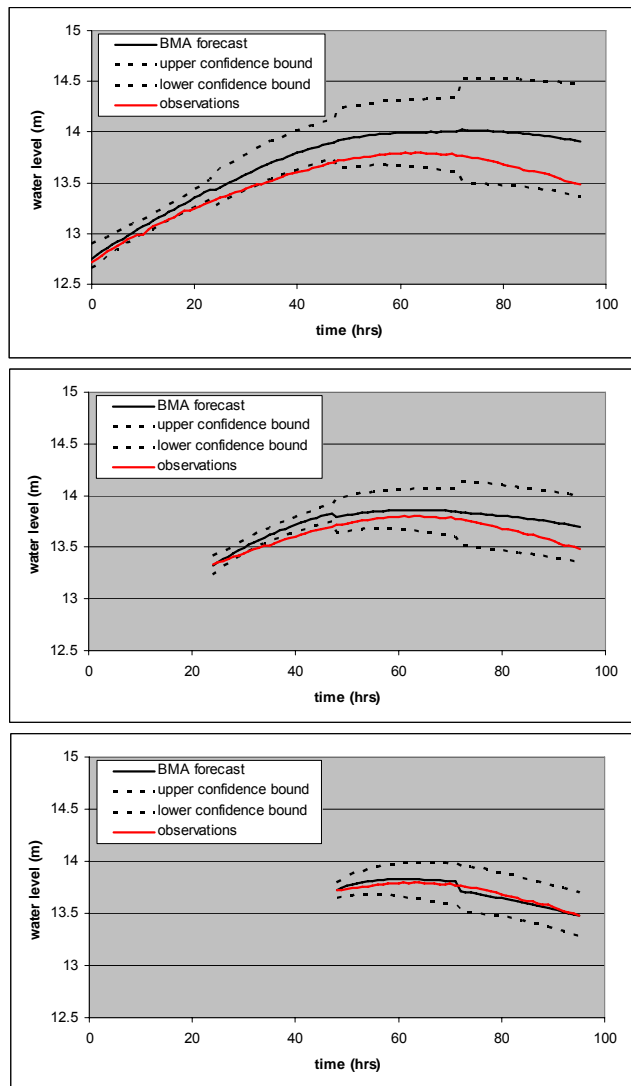 BMA forecast
upper confidence bound
lower confidence bound
observations
15
14.5
14
13.5
13
12.5
water level (m)
0 20 40 60 80 100
time (hrs)
BMA forecast
upper confidence bound
lower confidence bound
observations
15
14.5
14
13.5
13
12.5
water level (m)
0 20 40 60 80 100
time (hrs)
BMA forecast
upper confidence bound
lower confidence bound
observations
15
14.5
14
13.5
13
12.5
water level (m)
0 20 40 60 80 100
time (hrs)